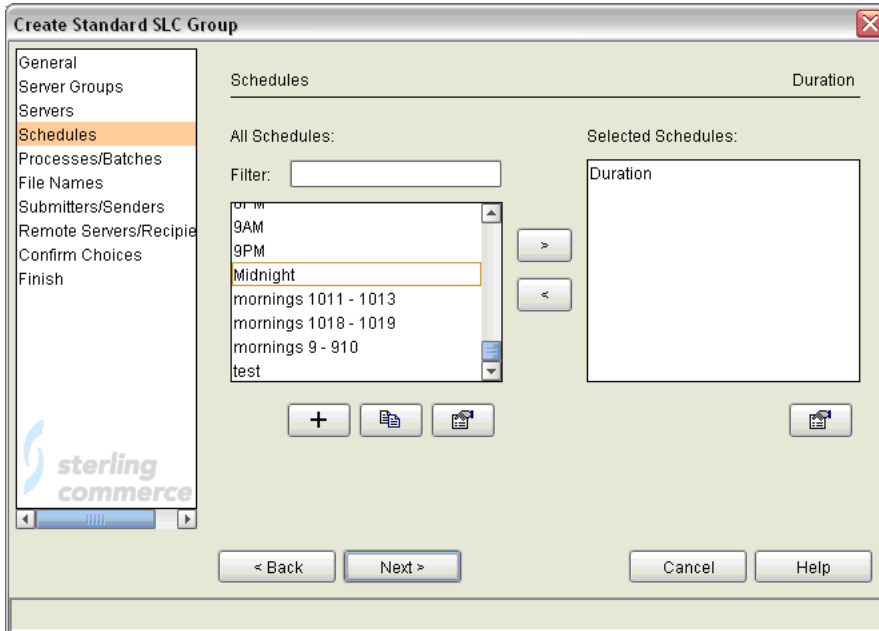 Create Standard SLC Group
General
Server Groups
Servers
Schedules
Processes/Batches
File Names
Submitters/Senders
Remote Servers/Recipie
Confirm Choices
Finish
sterling
commerce
Schedules
Duration
All Schedules:
Filter:
9AM
9PM
Midnight
mornings 1011 - 1013
mornings 1018 - 1019
mornings 9 - 910
test
>
<
Selected Schedules:
Duration
< Back
Next >
Cancel
Help